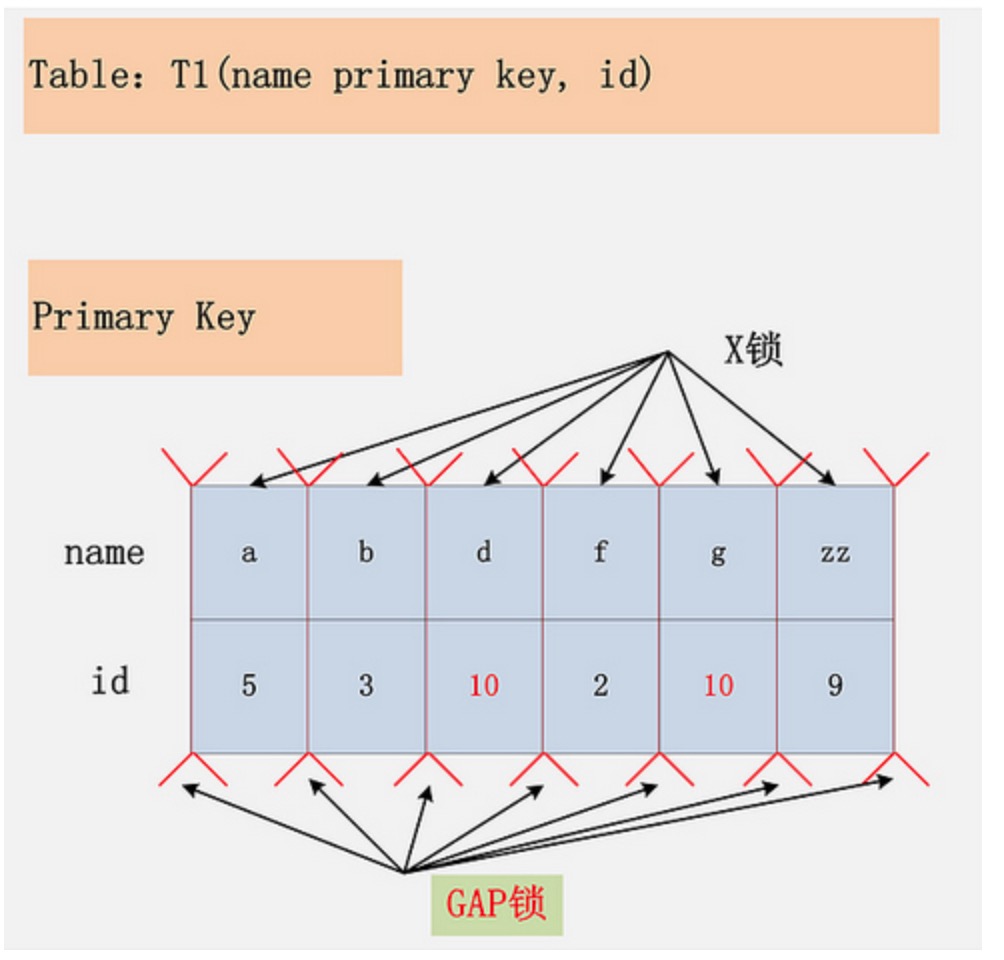 Table: T1(name primary key, id)
Primary Key
X锁
name a b d f g zz
id 5 3 10 2 10 9
GAP锁